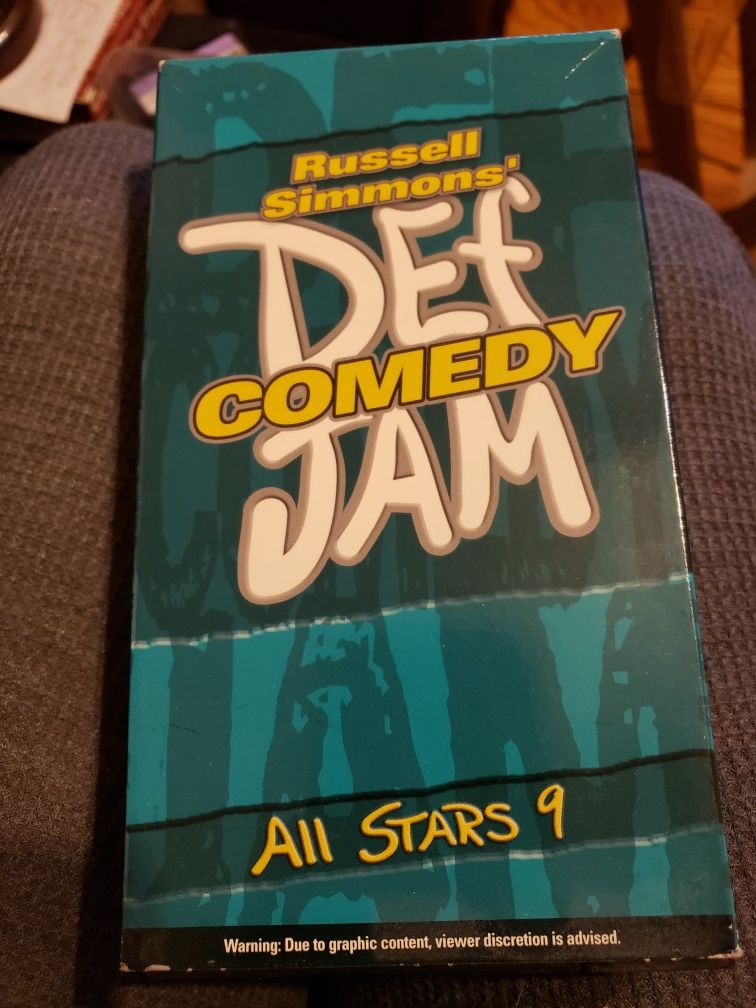 Russell
Simmons'
DEf
COMEDY
JAM
All STARS 9
Warning: Due to graphic content, viewer discretion is advised.